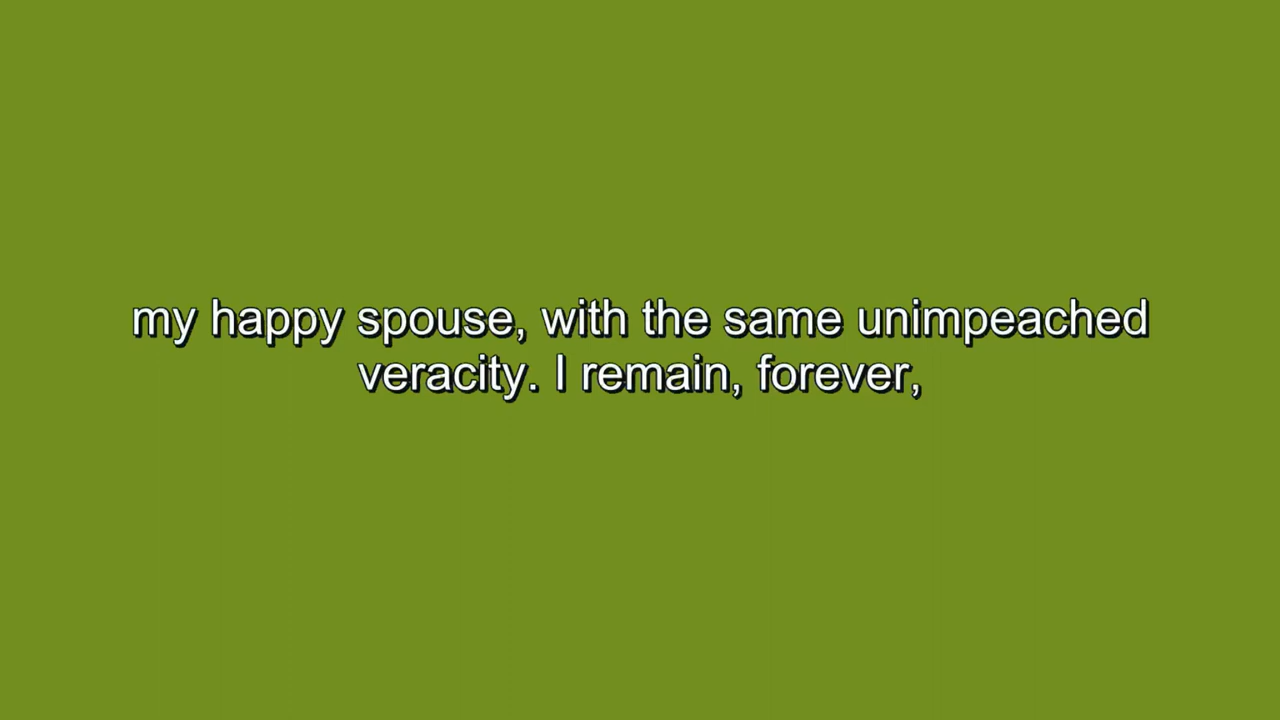 my happy spouse, with the same unimpeached
veracity. I remain, forever,